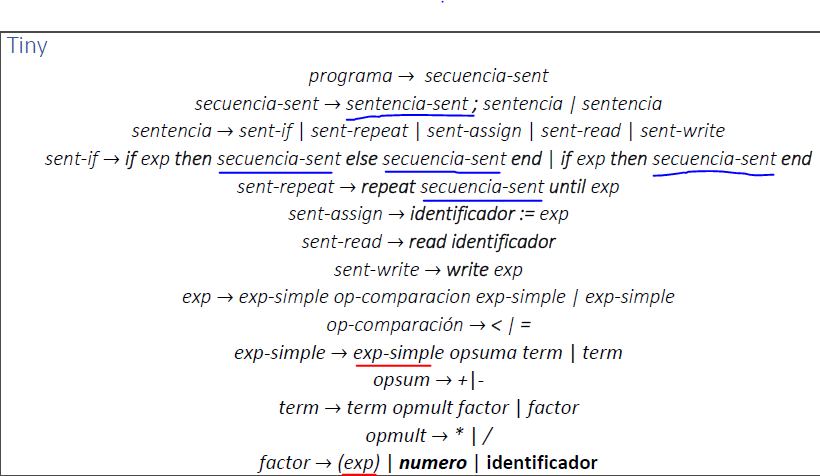 Tiny
programa → secuencia-sent
secuencia-sent → sentencia-sent ; sentencia | sentencia
sentencia → sent-if | sent-repeat | sent-assign | sent-read | sent-write
sent-if → if exp then secuencia-sent else secuencia-sent end | if exp then secuencia-sent end
sent-repeat → repeat secuencia-sent until exp
sent-assign → identificador := exp
sent-read → read identificador
sent-write → write exp
exp → exp-simple op-comparacion exp-simple | exp-simple
op-comparación → < | =
exp-simple → exp-simple opsuma term | term
opsum → +|-
term → term opmult factor | factor
opmult → * | /
factor → (exp) | numero | identificador